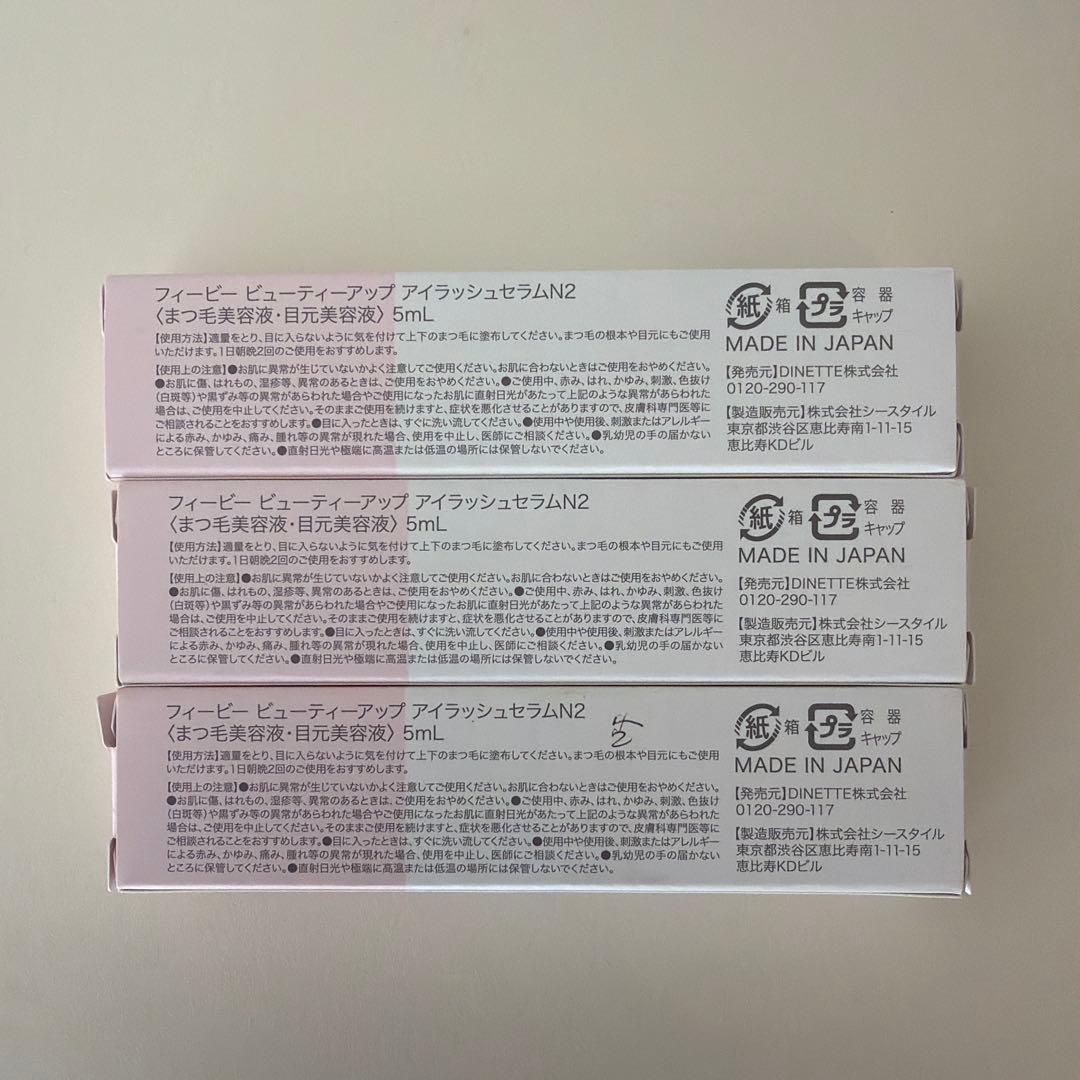 フィービー ビューティーアップ アイラッシュセラムN2
〈まつ毛美容液・目元美容液〉 5mL
【使用方法】適量をとり、目に入らないように気を付けて上下のまつ毛に塗布してください。まつ毛の根本や目元にもご使用
いただけます。1日朝晩2回のご使用をおすすめします。
【使用上の注意】●お肌に異常が生じていないかよく注意してご使用ください。お肌に合わないときはご使用をおやめください。
●お肌に傷、はれもの、湿疹等、異常のあるときは、ご使用をおやめください。●ご使用中、赤み、はれ、かゆみ、刺激、色抜け
(白斑等)や黒ずみ等の異常があらわれた場合やご使用になったお肌に直射日光があたって上記のような異常があらわれた
場合は、ご使用を中止してください。そのままご使用を続けますと、症状を悪化させることがありますので、皮膚科専門医等に
ご相談されることをおすすめします。●目に入ったときは、すぐに洗い流してください。●使用中や使用後、刺激またはアレルギー
による赤み、かゆみ、痛み、腫れ等の異常が現れた場合、使用を中止し、医師にご相談ください。●乳幼児の手の届かない
ところに保管してください。●直射日光や極端に高温または低温の場所には保管しないでください。
紙 箱 プラ 容器
キャップ
MADE IN JAPAN
【発売元】DINETTE株式会社
0120-290-117
【製造販売元】株式会社シースタイル
東京都渋谷区恵比寿南1-11-15
恵比寿KDビル
フィービー ビューティーアップ アイラッシュセラムN2
〈まつ毛美容液・目元美容液〉 5mL
【使用方法】適量をとり、目に入らないように気を付けて上下のまつ毛に塗布してください。まつ毛の根本や目元にもご使用
いただけます。1日朝晩2回のご使用をおすすめします。
【使用上の注意】●お肌に異常が生じていないかよく注意してご使用ください。お肌に合わないときはご使用をおやめください。
●お肌に傷、はれもの、湿疹等、異常のあるときは、ご使用をおやめください。●ご使用中、赤み、はれ、かゆみ、刺激、色抜け
(白斑等)や黒ずみ等の異常があらわれた場合やご使用になったお肌に直射日光があたって上記のような異常があらわれた
場合は、ご使用を中止してください。そのままご使用を続けますと、症状を悪化させることがありますので、皮膚科専門医等に
ご相談されることをおすすめします。●目に入ったときは、すぐに洗い流してください。●使用中や使用後、刺激またはアレルギー
による赤み、かゆみ、痛み、腫れ等の異常が現れた場合、使用を中止し、医師にご相談ください。●乳幼児の手の届かない
ところに保管してください。●直射日光や極端に高温または低温の場所には保管しないでください。
紙 箱 プラ 容器
キャップ
MADE IN JAPAN
【発売元】DINETTE株式会社
0120-290-117
【製造販売元】株式会社シースタイル
東京都渋谷区恵比寿南1-11-15
恵比寿KDビル
フィービー ビューティーアップ アイラッシュセラムN2
〈まつ毛美容液・目元美容液〉 5mL
【使用方法】適量をとり、目に入らないように気を付けて上下のまつ毛に塗布してください。まつ毛の根本や目元にもご使用
いただけます。1日朝晩2回のご使用をおすすめします。
【使用上の注意】●お肌に異常が生じていないかよく注意してご使用ください。お肌に合わないときはご使用をおやめください。
●お肌に傷、はれもの、湿疹等、異常のあるときは、ご使用をおやめください。●ご使用中、赤み、はれ、かゆみ、刺激、色抜け
(白斑等)や黒ずみ等の異常があらわれた場合やご使用になったお肌に直射日光があたって上記のような異常があらわれた
場合は、ご使用を中止してください。そのままご使用を続けますと、症状を悪化させることがありますので、皮膚科専門医等に
ご相談されることをおすすめします。●目に入ったときは、すぐに洗い流してください。●使用中や使用後、刺激またはアレルギー
による赤み、かゆみ、痛み、腫れ等の異常が現れた場合、使用を中止し、医師にご相談ください。●乳幼児の手の届かない
ところに保管してください。●直射日光や極端に高温または低温の場所には保管しないでください。
紙 箱 プラ 容器
キャップ
MADE IN JAPAN
【発売元】DINETTE株式会社
0120-290-117
【製造販売元】株式会社シースタイル
東京都渋谷区恵比寿南1-11-15
恵比寿KDビル